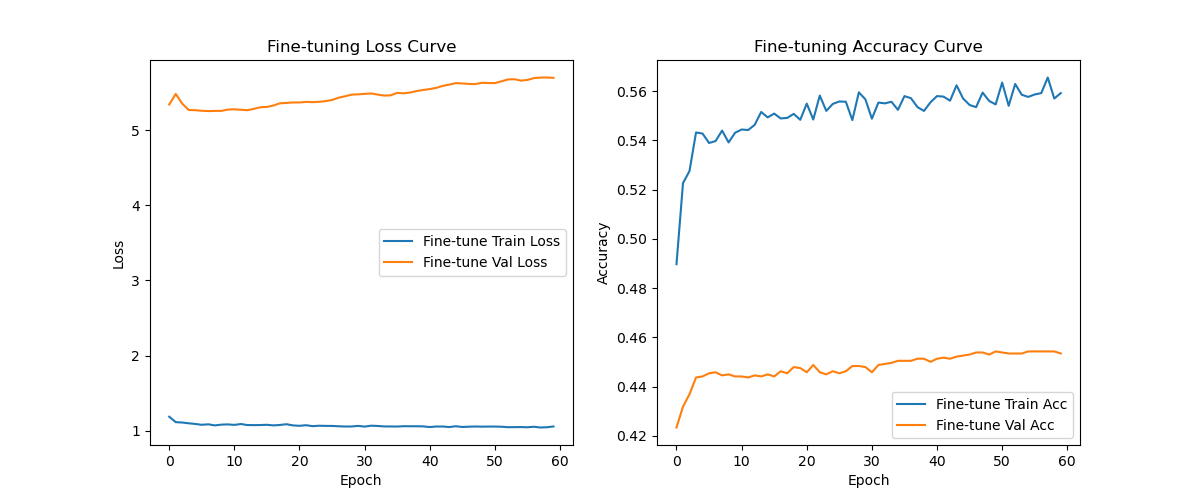 Fine-tuning Loss Curve
5
4
3
2
1
Loss
Fine-tune Train Loss
Fine-tune Val Loss
0 10 20 30 40 50 60
Epoch
Fine-tuning Accuracy Curve
0.56
0.54
0.52
0.50
0.48
0.46
0.44
0.42
Accuracy
Fine-tune Train Acc
Fine-tune Val Acc
0 10 20 30 40 50 60
Epoch